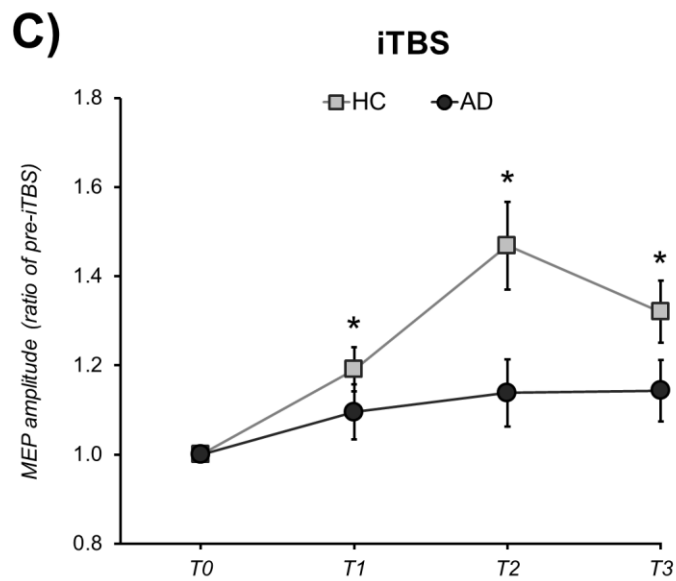 C)
iTBS
HC AD
MEP amplitude (ratio of pre-iTBS)
1.8
1.6
1.4
1.2
1.0
0.8
*
*
*
T0 T1 T2 T3